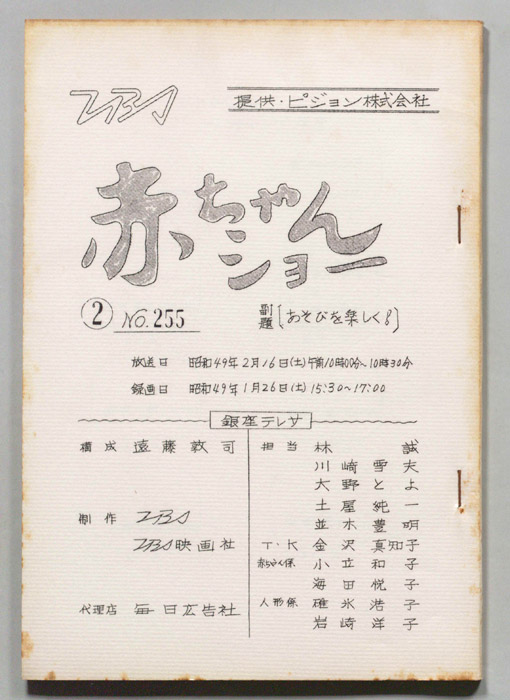 TBS
提供・ピジョン株式会社
赤ちゃん
ショー
② NO. 255
副題〔あそびを楽しく!〕
放送日 昭和49年2月16日(土)午前10時00分〜10時30分
録画日 昭和49年1月26日(土) 15:30〜17:00
銀座テレサ
構成 遠藤敦司
担当 林 誠
川崎雪夫
大野とよ
土屋純一
並木豊明
制作 TBS
TBS映画社
T・K 金沢真知子
赤ちゃん係 小立和子
海田悦子
代理店 毎日広告社
人形係 碓氷浩子
岩崎洋子